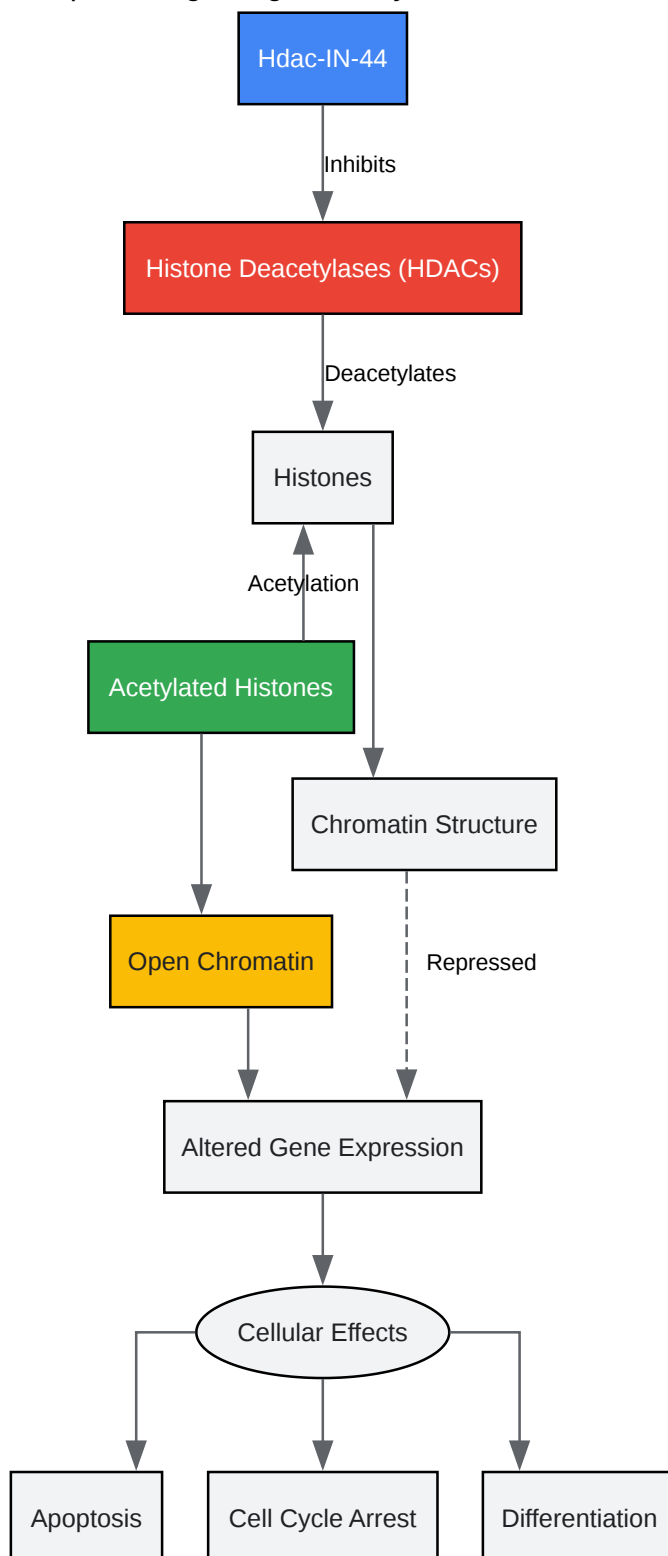 Hdac-IN-44
Inhibits
Histone Deacetylases (HDACs)
Deacetylates
Histones
Acetylation
Acetylated Histones
Chromatin Structure
Open Chromatin
Repressed
Altered Gene Expression
Cellular Effects
Apoptosis
Cell Cycle Arrest
Differentiation